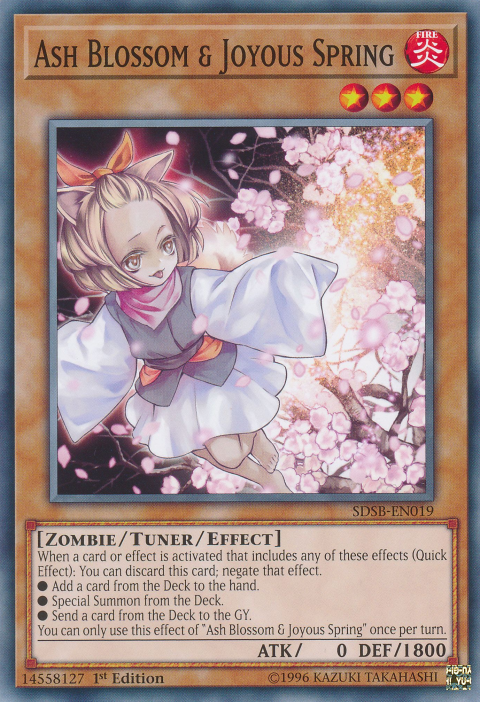 Ash Blossom & Joyous Spring
FIRE
炎
SDSB-EN019
[Zombie/Tuner/Effect]
When a card or effect is activated that includes any of these effects (Quick
Effect): You can discard this card; negate that effect.
● Add a card from the Deck to the hand.
● Special Summon from the Deck.
● Send a card from the Deck to the GY.
You can only use this effect of "Ash Blossom & Joyous Spring" once per turn.
ATK/ 0 DEF/1800
14558127 1st Edition ©1996 KAZUKI TAKAHASHI